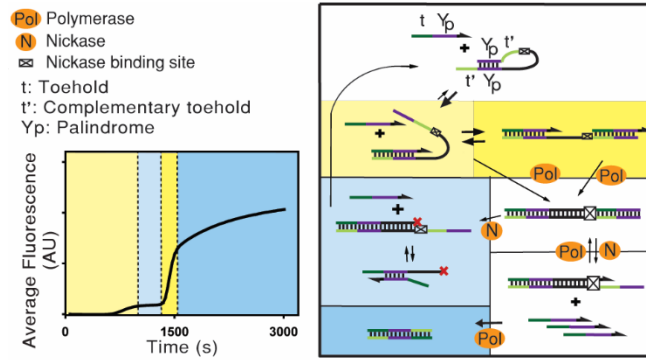 Pol Polymerase
N Nickase
Nickase binding site
t: Toehold
t': Complementary toehold
Yp: Palindrome
Average Fluorescence
(AU)
0
1500
3000
Time (s)
t Yp
+
Yp t'
t' Yp
+
Pol
Pol
+
N
Pol
N
+
Pol